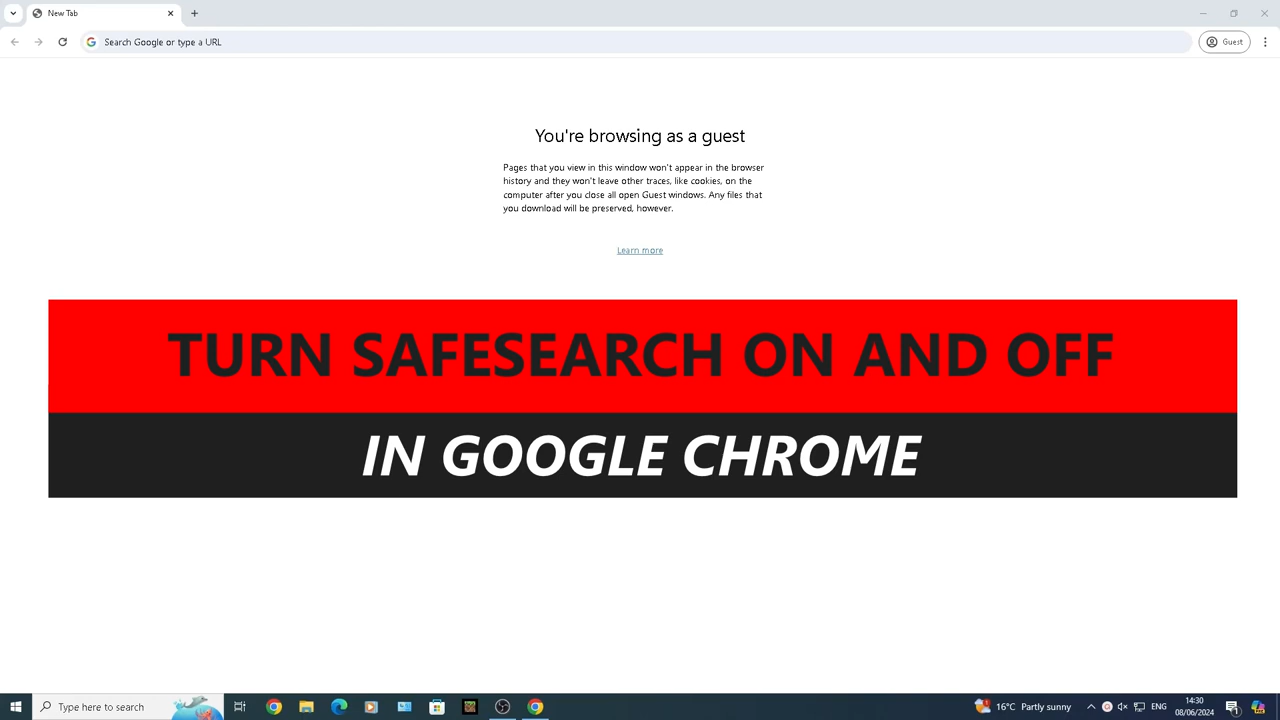 New Tab
Search Google or type a URL
Guest
You're browsing as a guest
Pages that you view in this window won't appear in the browser
history and they won't leave other traces, like cookies, on the
computer after you close all open Guest windows. Any files that
you download will be preserved, however.
Learn more
TURN SAFESEARCH ON AND OFF
IN GOOGLE CHROME
Type here to search
16°C Partly sunny
ENG
14:30
08/06/2024